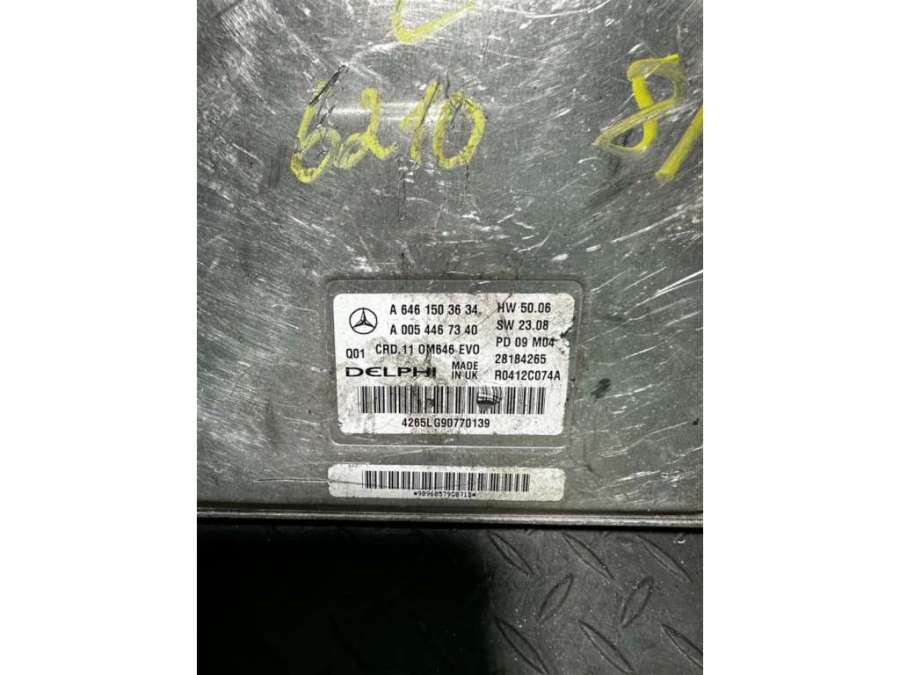 6210
8/
A 646 150 36 34
HW 50.06
A 005 446 73 40
SW 23.08
PD 09 M04
Q01 CRD.11 OM646 EVO
28184265
DELPHI MADE IN UK
R0412C074A
4265LG90770139